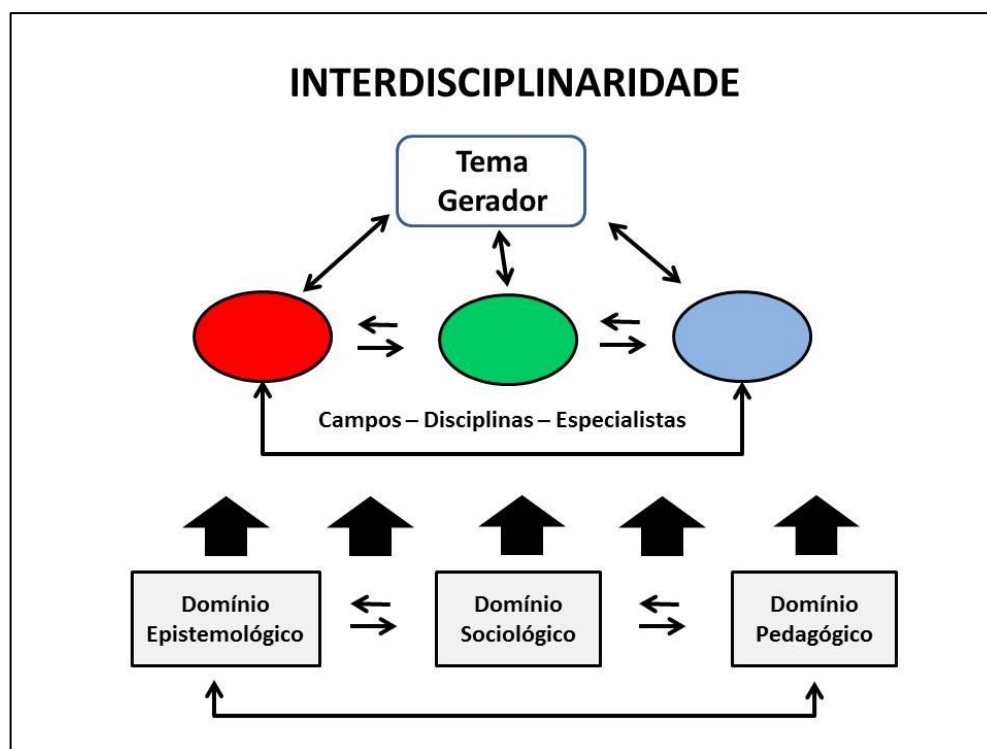 INTERDISCIPLINARIDADE
Tema
Gerador
Campos – Disciplinas – Especialistas
Domínio
Epistemológico
Domínio
Sociológico
Domínio
Pedagógico